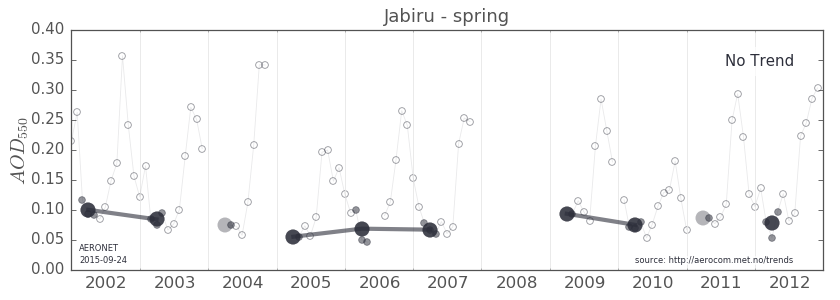 Jabiru - spring
0.40
0.35
0.30
0.25
0.20
0.15
0.10
0.05
0.00
AOD550
No Trend
AERONET
2015-09-24
source: http://aerocom.met.no/trends
2002 2003 2004 2005 2006 2007 2008 2009 2010 2011 2012